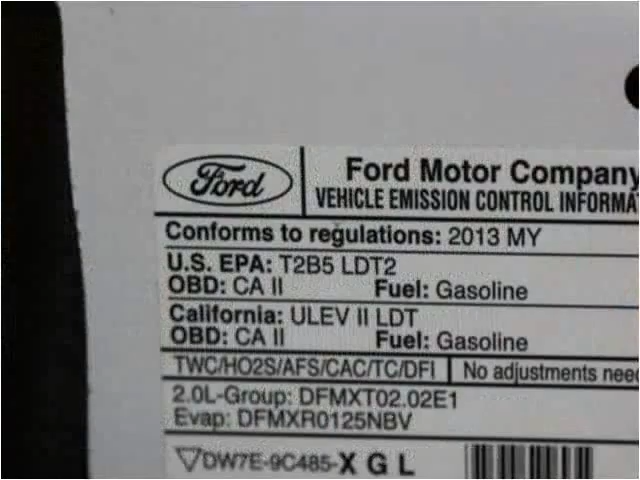 Ford
Ford Motor Company
VEHICLE EMISSION CONTROL INFORMA
Conforms to regulations: 2013 MY
U.S. EPA: T2B5 LDT2
OBD: CA II Fuel: Gasoline
California: ULEV II LDT
OBD: CA II Fuel: Gasoline
TWC/HO2S/AFS/CAC/TC/DFI No adjustments need
2.0L-Group: DFMXT02.02E1
Evap: DFMXR0125NBV
DW7E-9C485-X G L